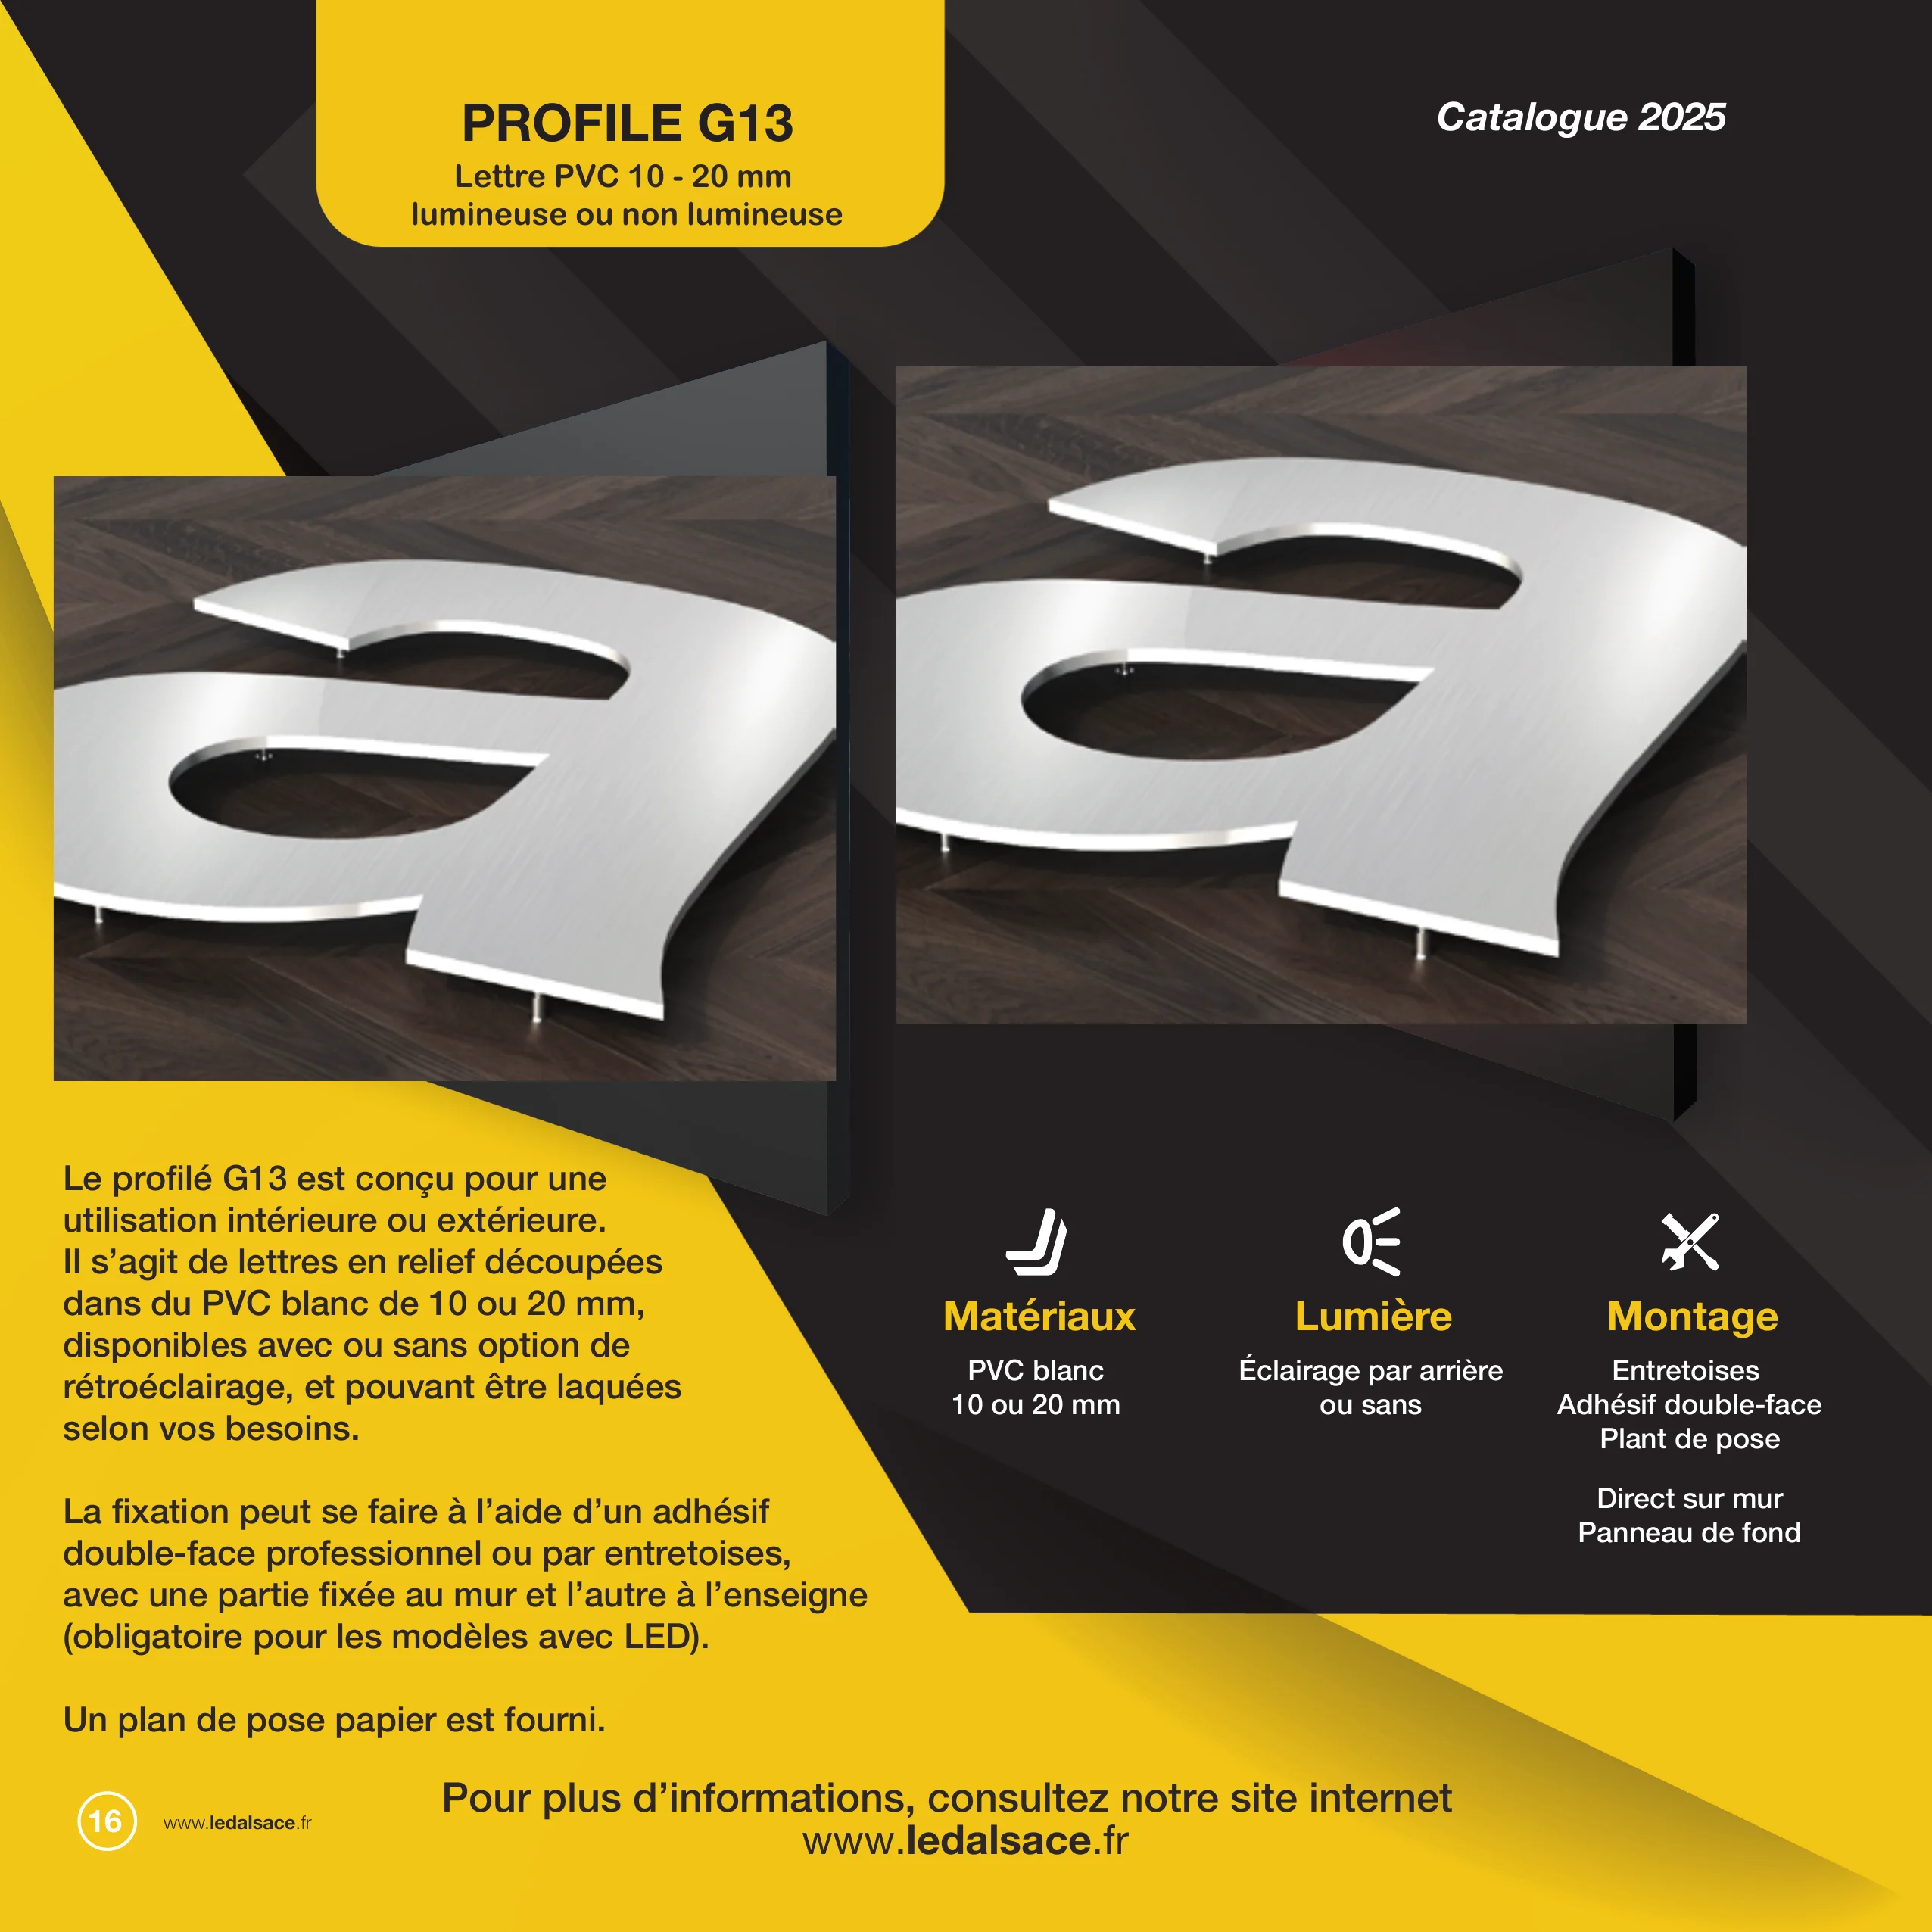 PROFILE G13
Lettre PVC 10 - 20 mm
lumineuse ou non lumineuse
Catalogue 2025
Le profilé G13 est conçu pour une
utilisation intérieure ou extérieure.
Il s’agit de lettres en relief découpées
dans du PVC blanc de 10 ou 20 mm,
disponibles avec ou sans option de
rétroéclairage, et pouvant être laquées
selon vos besoins.
La fixation peut se faire à l’aide d’un adhésif
double-face professionnel ou par entretoises,
avec une partie fixée au mur et l’autre à l’enseigne
(obligatoire pour les modèles avec LED).
Un plan de pose papier est fourni.
Matériaux
PVC blanc
10 ou 20 mm
Lumière
Éclairage par arrière
ou sans
Montage
Entretoises
Adhésif double-face
Plant de pose
Direct sur mur
Panneau de fond
Pour plus d’informations, consultez notre site internet
www.ledalsace.fr
16
www.ledalsace.fr